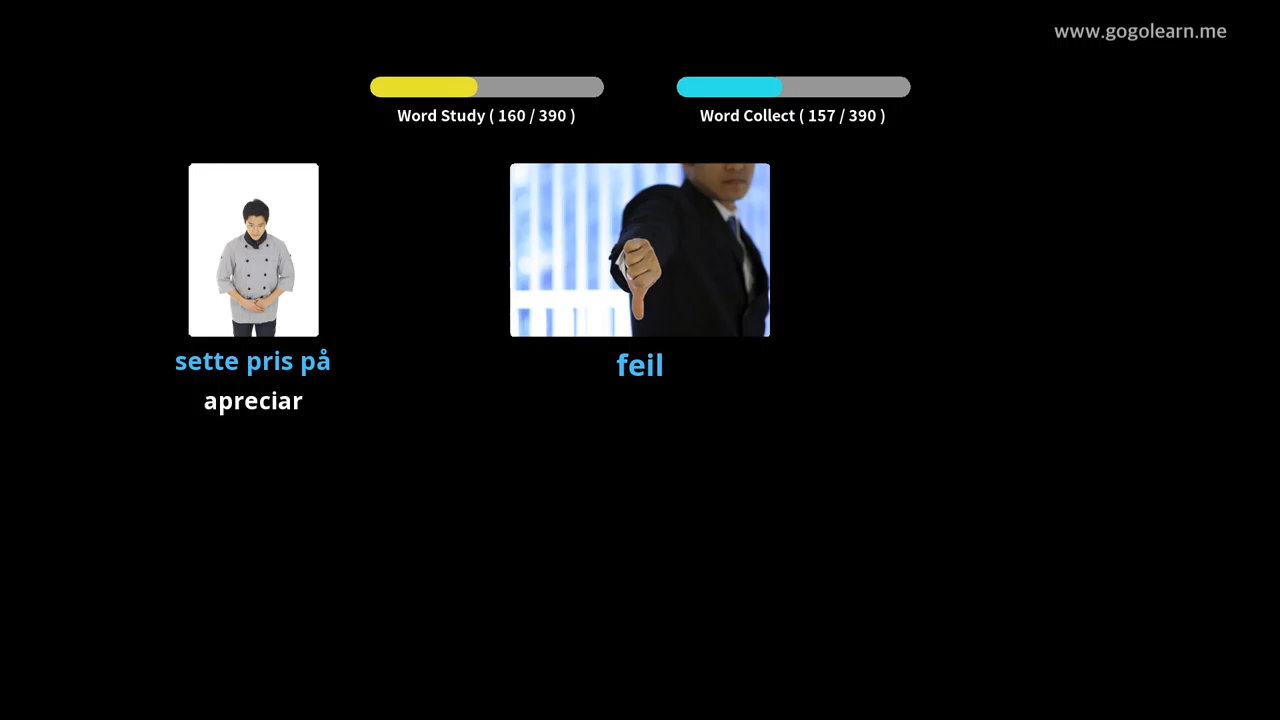 www.gogolearn.me
Word Study ( 160 / 390 )
Word Collect ( 157 / 390 )
sette pris på
apreciar
feil